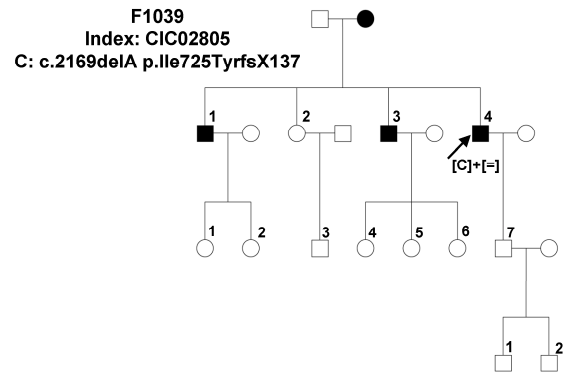 F1039
Index: CIC02805
C: c.2169delA p.Ile725TyrfsX137
1 2 3 4
[C]+[=]
1 2 3 4 5 6 7
1 2